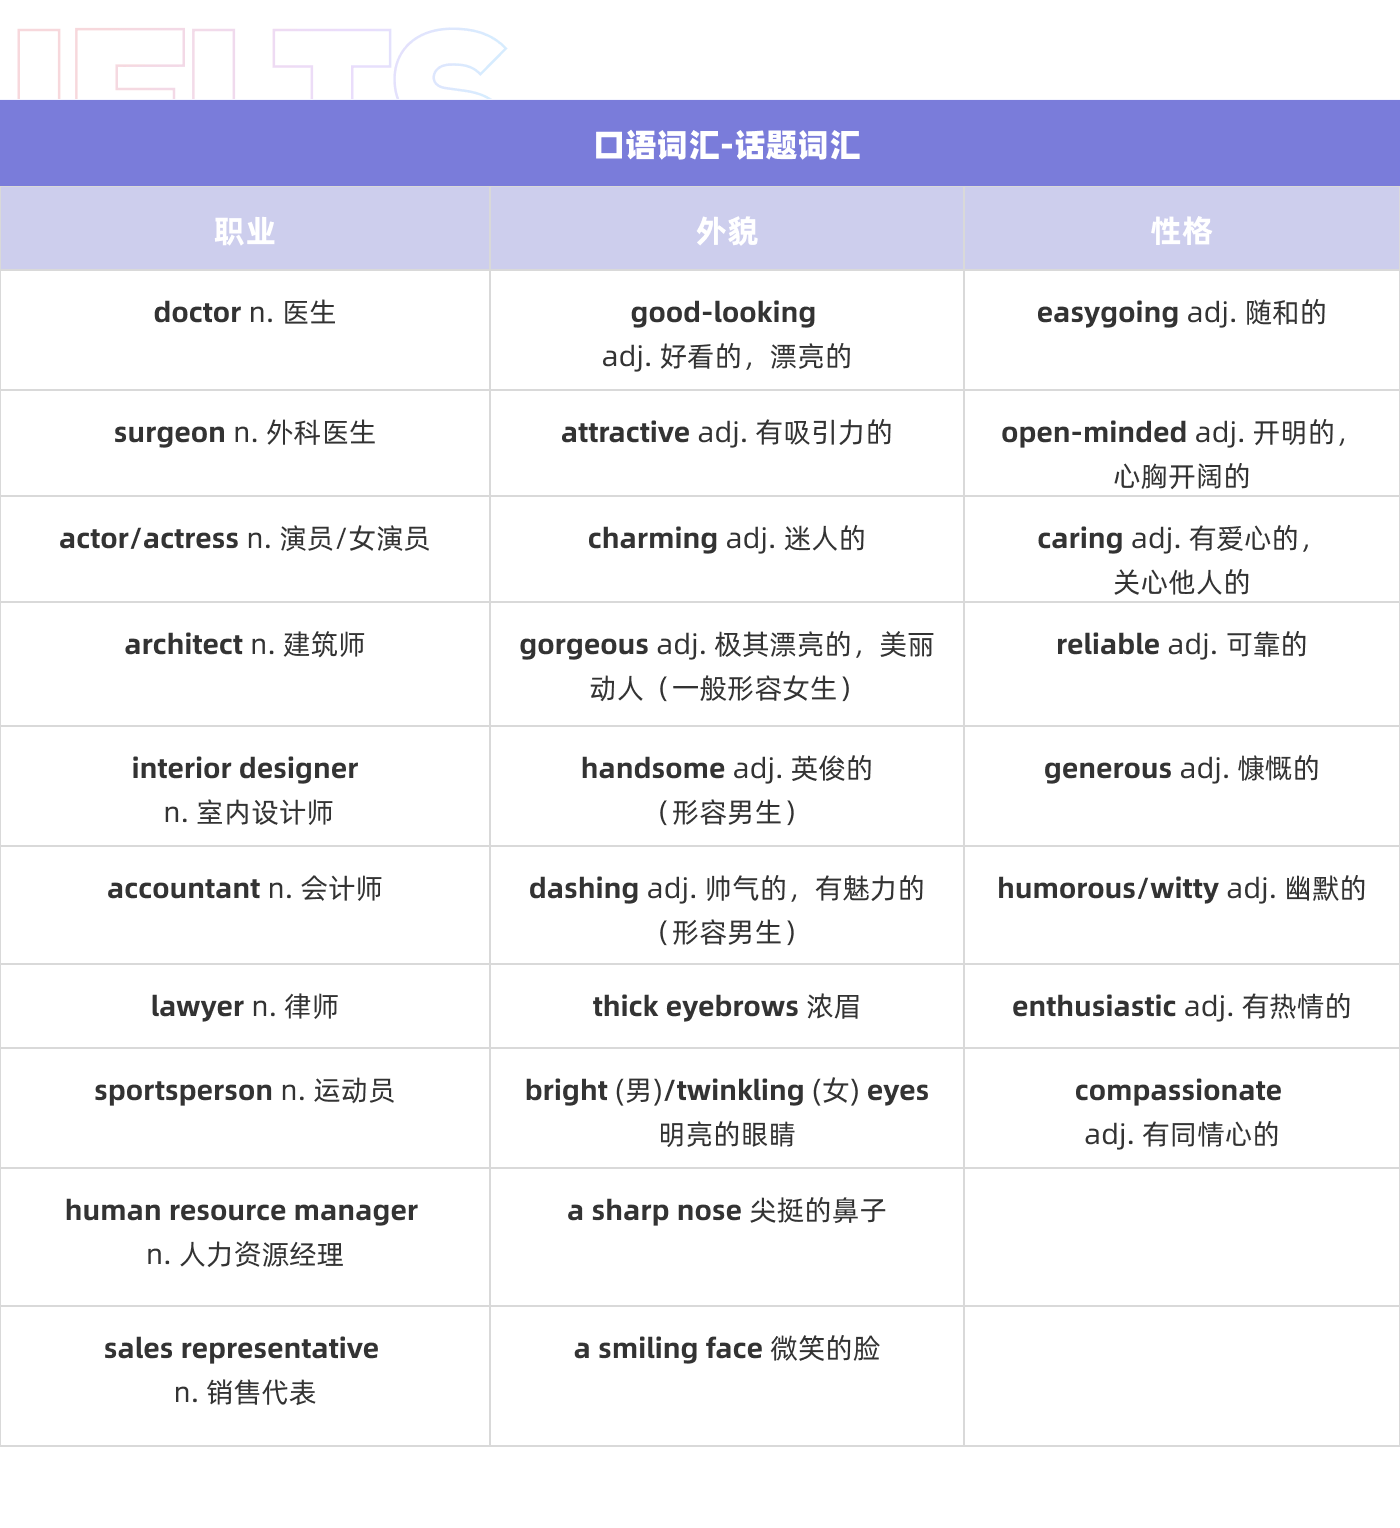 IELTS
口语词汇-话题词汇
职业 外貌 性格
doctor n. 医生
good-looking
adj. 好看的，漂亮的
easygoing adj. 随和的
surgeon n. 外科医生
attractive adj. 有吸引力的
open-minded adj. 开明的，
心胸开阔的
actor/actress n. 演员/女演员
charming adj. 迷人的
caring adj. 有爱心的，
关心他人的
architect n. 建筑师
gorgeous adj. 极其漂亮的，美丽
动人（一般形容女生）
reliable adj. 可靠的
interior designer
n. 室内设计师
handsome adj. 英俊的
（形容男生）
generous adj. 慷慨的
accountant n. 会计师
dashing adj. 帅气的，有魅力的
（形容男生）
humorous/witty adj. 幽默的
lawyer n. 律师
thick eyebrows 浓眉
enthusiastic adj. 有热情的
sportsperson n. 运动员
bright (男)/twinkling (女) eyes
明亮的眼睛
compassionate
adj. 有同情心的
human resource manager
n. 人力资源经理
a sharp nose 尖挺的鼻子
sales representative
n. 销售代表
a smiling face 微笑的脸